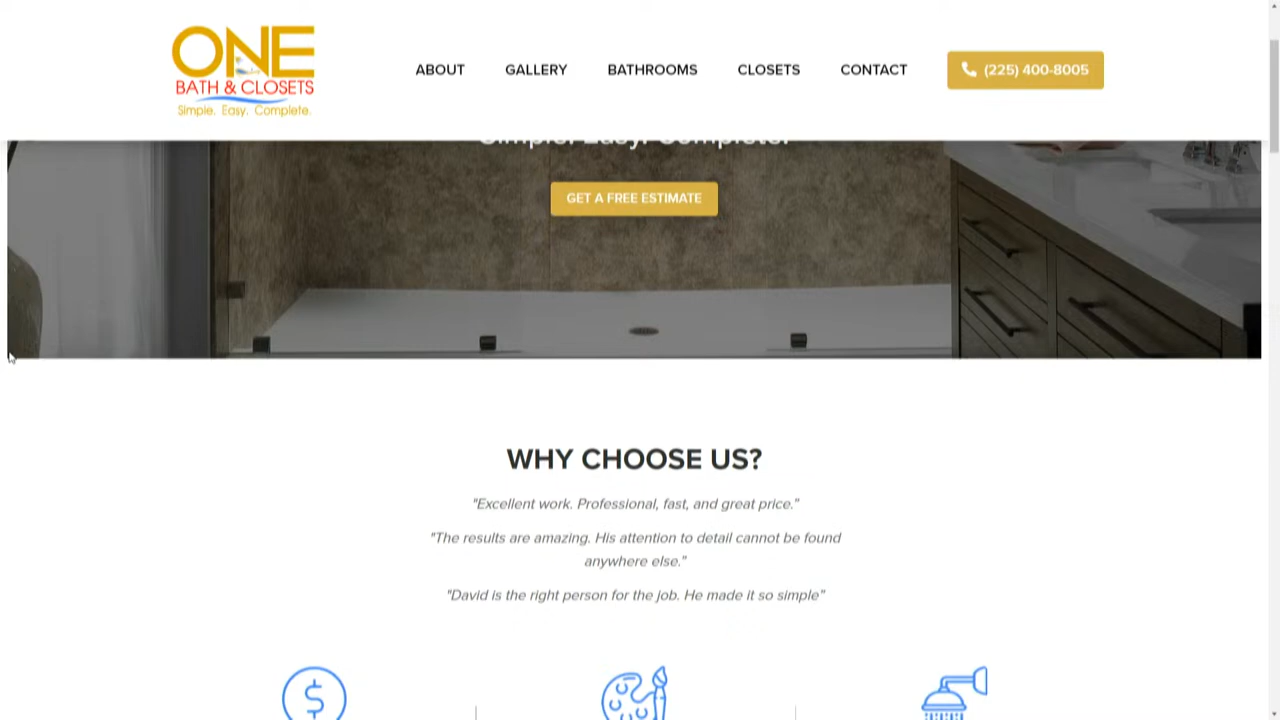 ONE
BATH & CLOSETS
Simple. Easy. Complete.
ABOUT
GALLERY
BATHROOMS
CLOSETS
CONTACT
(225) 400-8005
Simple. Easy. Complete.
GET A FREE ESTIMATE
WHY CHOOSE US?
"Excellent work. Professional, fast, and great price."
"The results are amazing. His attention to detail cannot be found
anywhere else."
"David is the right person for the job. He made it so simple"
$